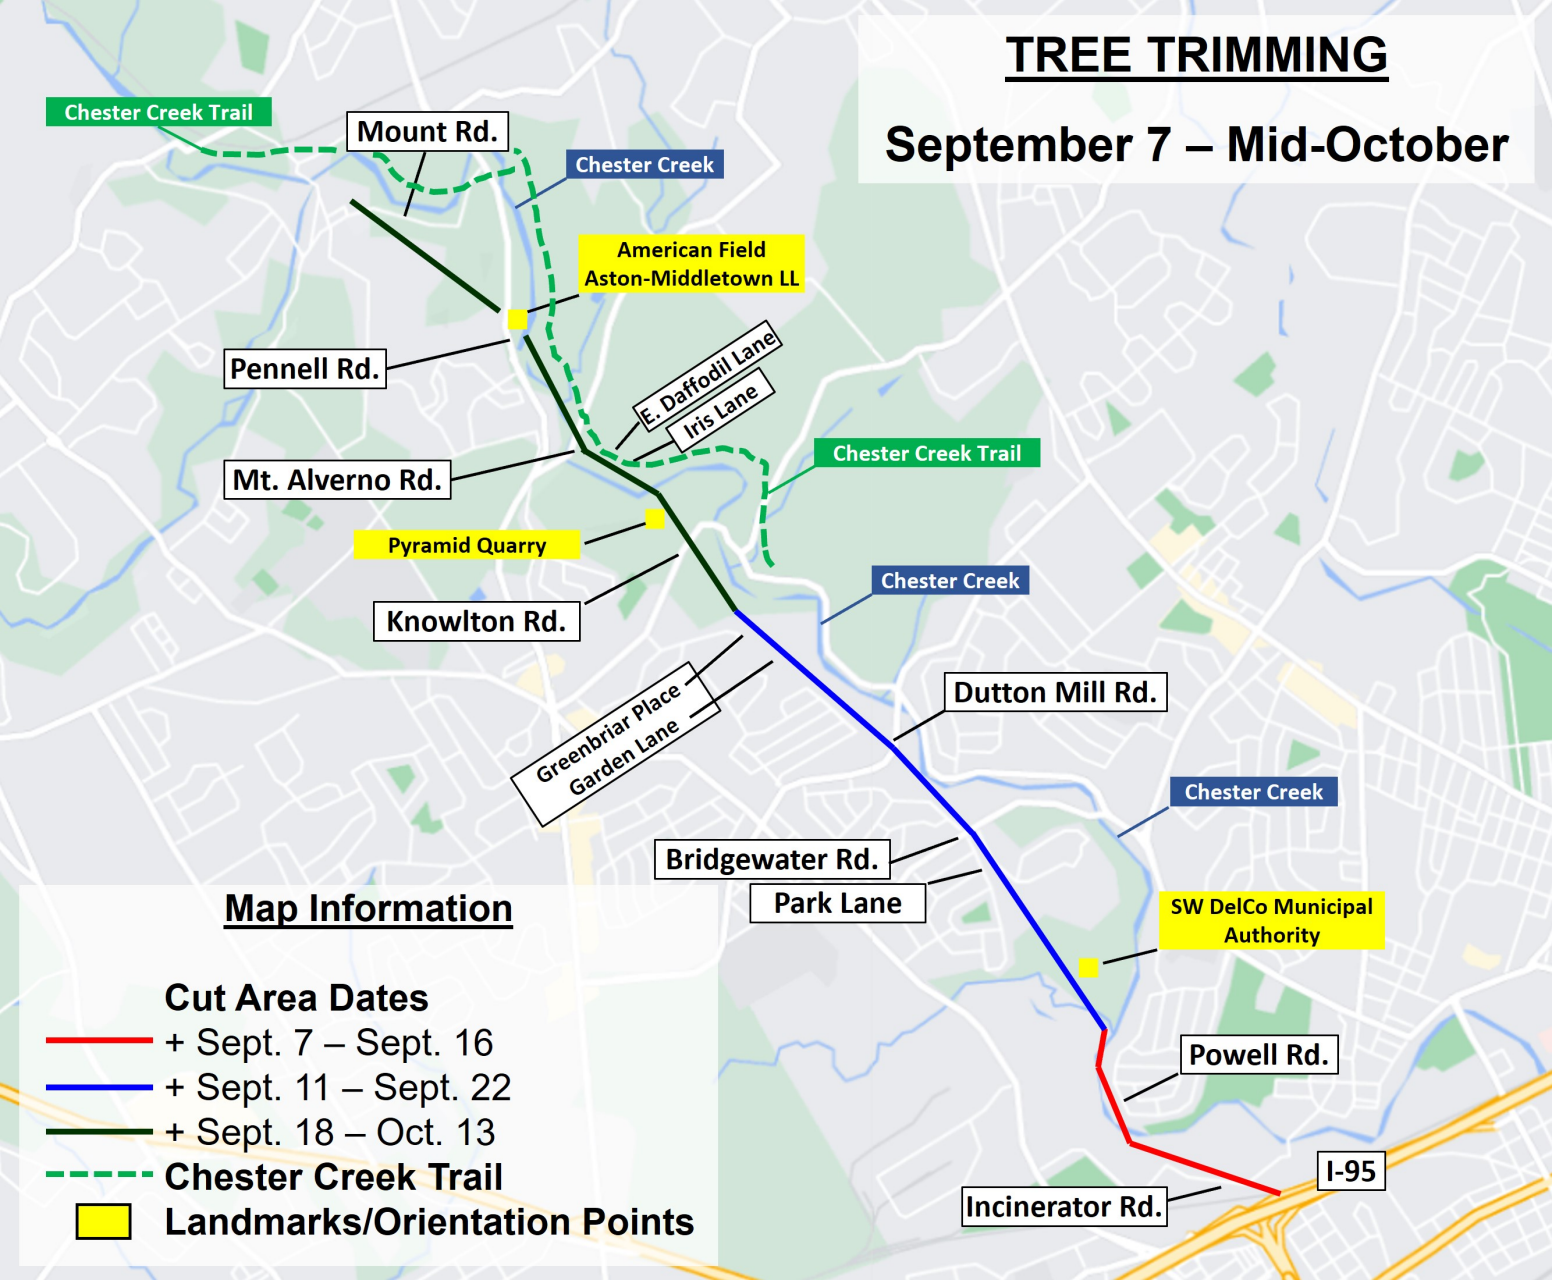 TREE TRIMMING
September 7 – Mid-October
Chester Creek Trail
Mount Rd.
Chester Creek
American Field
Aston-Middletown LL
Pennell Rd.
E. Daffodil Lane
Iris Lane
Chester Creek Trail
Mt. Alverno Rd.
Pyramid Quarry
Chester Creek
Knowlton Rd.
Greenbriar Place
Garden Lane
Dutton Mill Rd.
Chester Creek
Bridgewater Rd.
Park Lane
SW DelCo Municipal
Authority
Powell Rd.
I-95
Incinerator Rd.
Map Information
Cut Area Dates
+ Sept. 7 – Sept. 16
+ Sept. 11 – Sept. 22
+ Sept. 18 – Oct. 13
Chester Creek Trail
Landmarks/Orientation Points